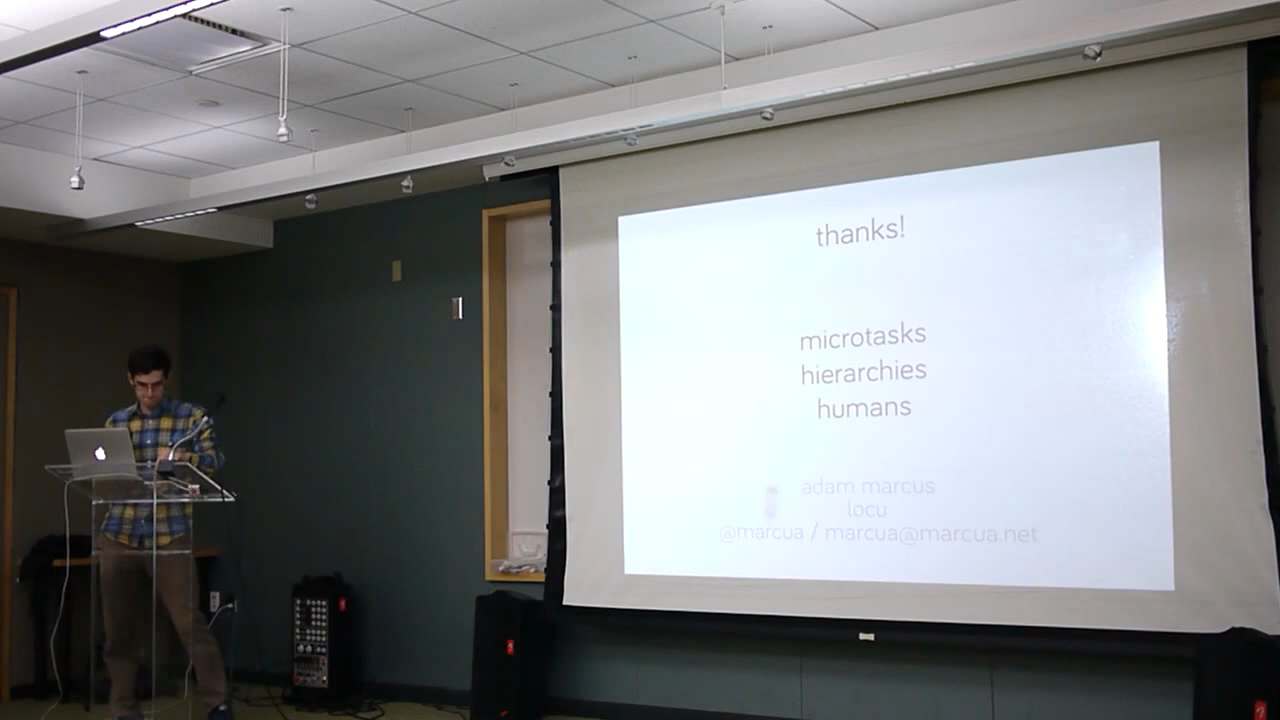 thanks!
microtasks
hierarchies
humans
adam marcus
locu
@marcua / marcua@marcua.net